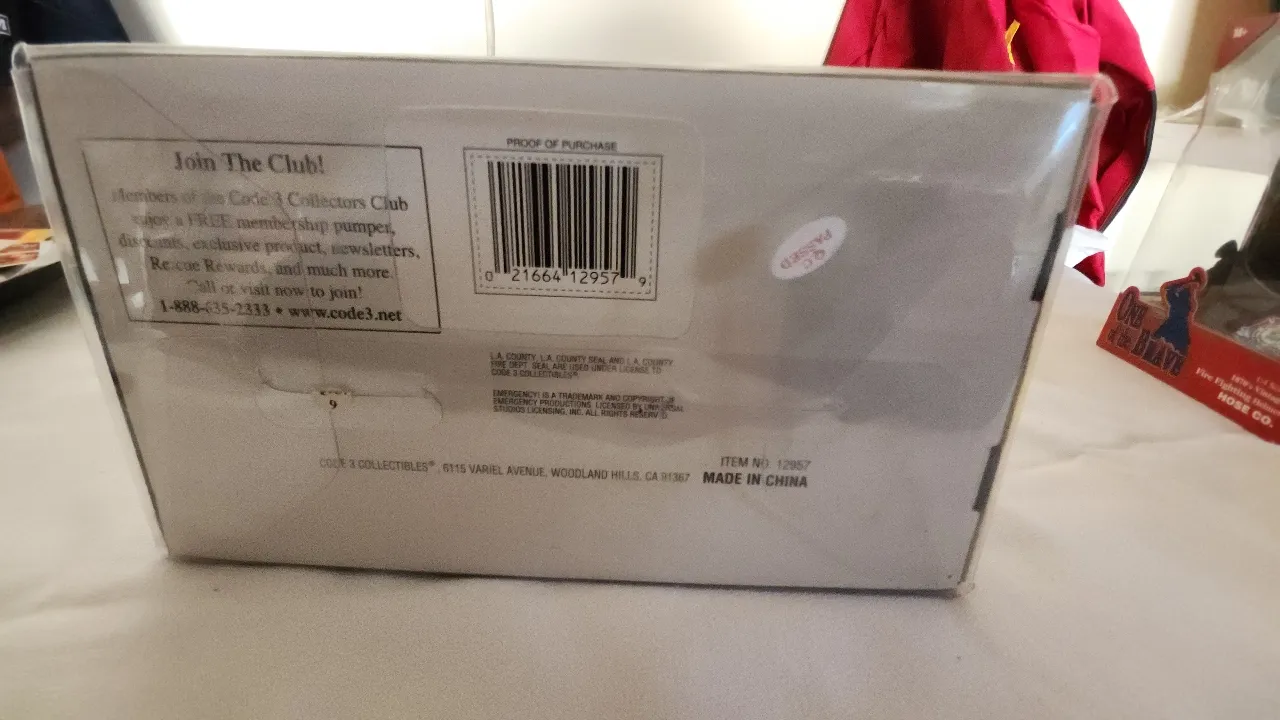 Join The Club!
Members of the Code 3 Collectors Club
enjoy a FREE membership pumper,
discounts, exclusive product, newsletters,
Rescue Rewards, and much more.
Call or visit now to join!
1-888-635-2333 • www.code3.net
PROOF OF PURCHASE
0 21664 12957 9
QC
PASSED
L.A. COUNTY, L.A. COUNTY SEAL AND L.A. COUNTY
FIRE DEPT. SEAL ARE USED UNDER LICENSE TO
CODE 3 COLLECTIBLES®.
EMERGENCY! IS A TRADEMARK AND COPYRIGHT OF
EMERGENCY PRODUCTIONS. LICENSED BY UNIVERSAL
STUDIOS LICENSING, INC. ALL RIGHTS RESERVED.
9
CODE 3 COLLECTIBLES®, 6115 VARIEL AVENUE, WOODLAND HILLS, CA 91367
ITEM NO. 12957
MADE IN CHINA
ONE
of the BRAVE
Fire Fighting
HOSE CO.